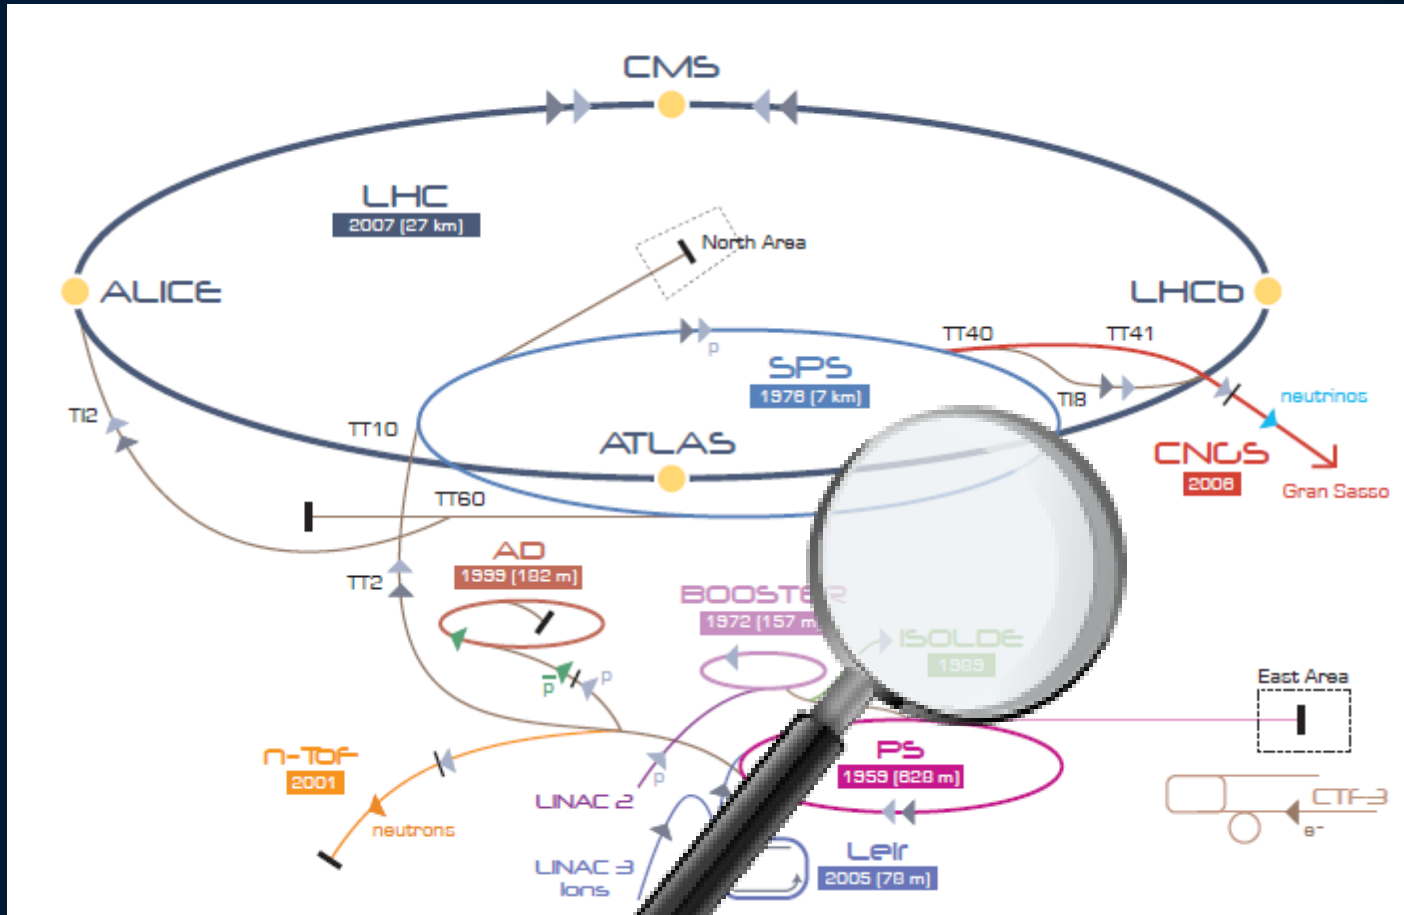 CMS
LHC
2007 (27 km)
North Area
ALICE
LHCb
TT40
TT41
SPS
1976 (7 km)
TI8
neutrinos
TI2
TT10
ATLAS
CNGS
2006
Gran Sasso
TT60
AD
1999 (182 m)
TT2
BOOSTER
1972 (157 m)
ISOLDE
1989
East Area
p
p̅
p
n-ToF
2001
neutrons
LINAC 2
p
PS
1959 (628 m)
CTF-3
e⁻
LINAC 3
Ions
Leir
2005 (78 m)